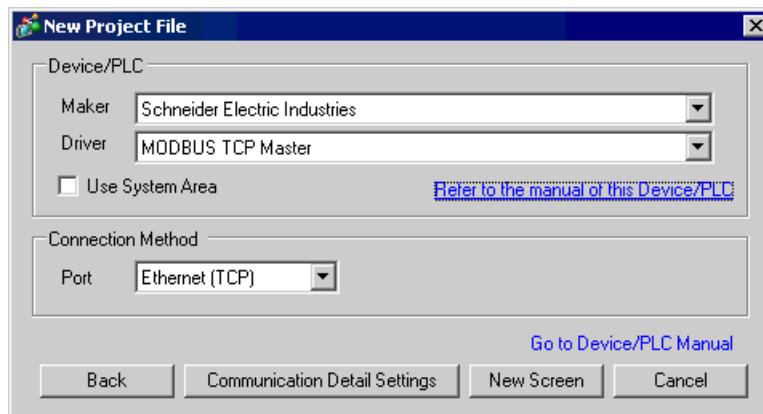 New Project File
Device/PLC
Maker Schneider Electric Industries
Driver MODBUS TCP Master
Use System Area Refer to the manual of this Device/PLC
Connection Method
Port Ethernet (TCP)
Go to Device/PLC Manual
Back Communication Detail Settings New Screen Cancel